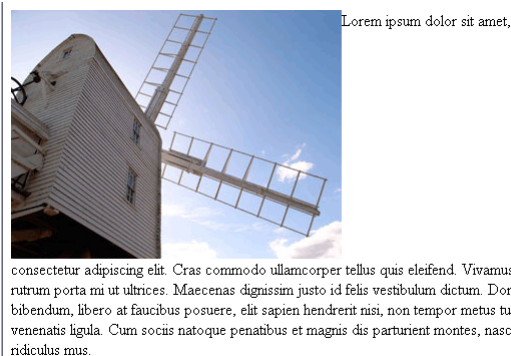 Lorem ipsum dolor sit amet,
consectetur adipiscing elit. Cras commodo ullamcorper tellus quis eleifend. Vivamus
rutrum porta mi ut ultrices. Maecenas dignissim justo id felis vestibulum dictum.
bibendum, libero at faucibus posuere, elit sapien hendrerit nisi, non tempor metus
venenatis ligula. Cum sociis natoque penatibus et magnis dis parturient montes,
ridiculus mus.